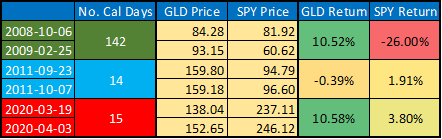 No. Cal Days GLD Price SPY Price GLD Return SPY Return
2008-10-06 142 84.28 81.92 10.52% -26.00%
2009-02-25 93.15 60.62
2011-09-23 14 159.80 94.79 -0.39% 1.91%
2011-10-07 159.18 96.60
2020-03-19 15 138.04 237.11 10.58% 3.80%
2020-04-03 152.65 246.12